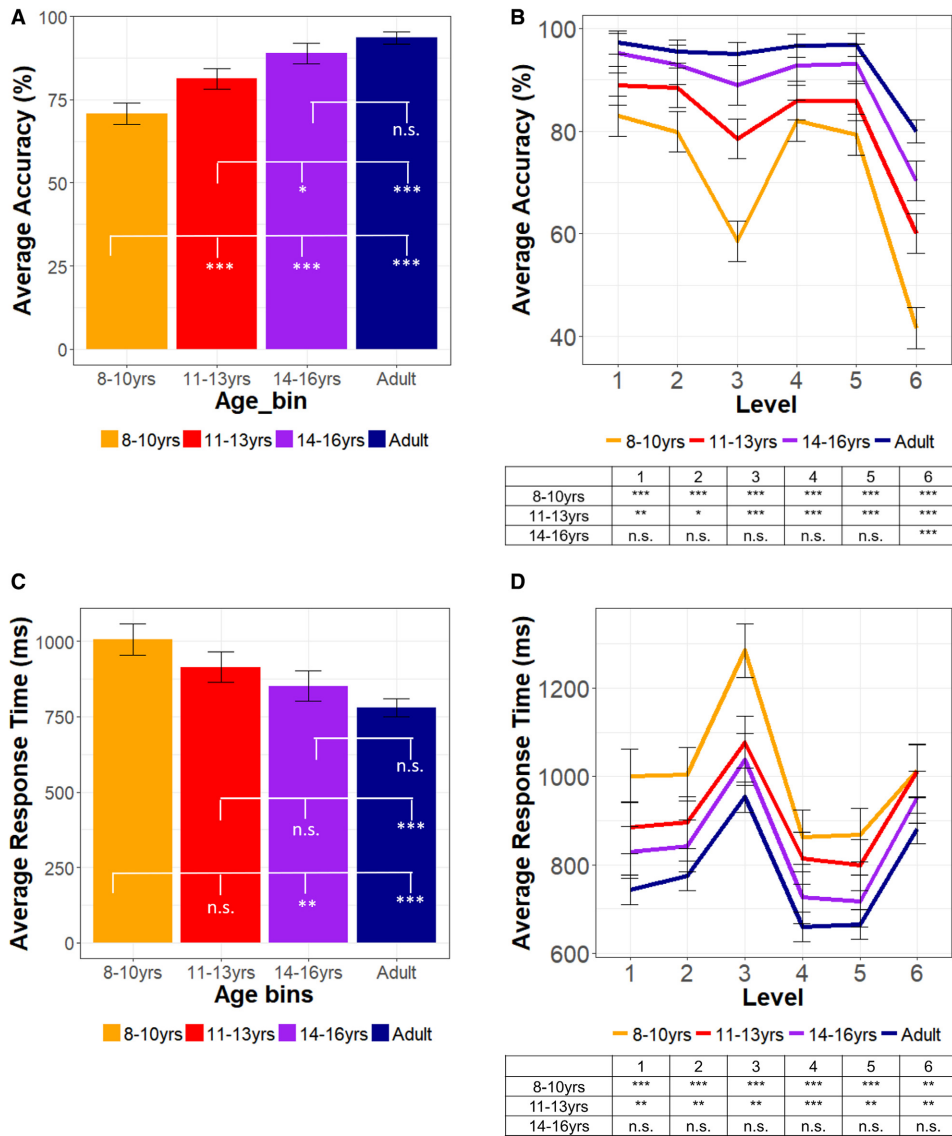 A
Average Accuracy (%)
100
75
50
25
0
n.s.
* ***
*** *** ***
8-10yrs 11-13yrs 14-16yrs Adult
Age_bin
8-10yrs 11-13yrs 14-16yrs Adult
B
Average Accuracy (%)
100
80
60
40
1 2 3 4 5 6
Level
8-10yrs 11-13yrs 14-16yrs Adult
1 2 3 4 5 6
8-10yrs *** *** *** *** *** ***
11-13yrs ** * *** *** *** ***
14-16yrs n.s. n.s. n.s. n.s. n.s. ***
C
Average Response Time (ms)
1000
750
500
250
0
n.s.
n.s. ***
n.s. ** ***
8-10yrs 11-13yrs 14-16yrs Adult
Age bins
8-10yrs 11-13yrs 14-16yrs Adult
D
Average Response Time (ms)
1200
1000
800
600
1 2 3 4 5 6
Level
8-10yrs 11-13yrs 14-16yrs Adult
1 2 3 4 5 6
8-10yrs *** *** *** *** *** **
11-13yrs ** ** ** *** ** **
14-16yrs n.s. n.s. n.s. n.s. n.s. n.s.